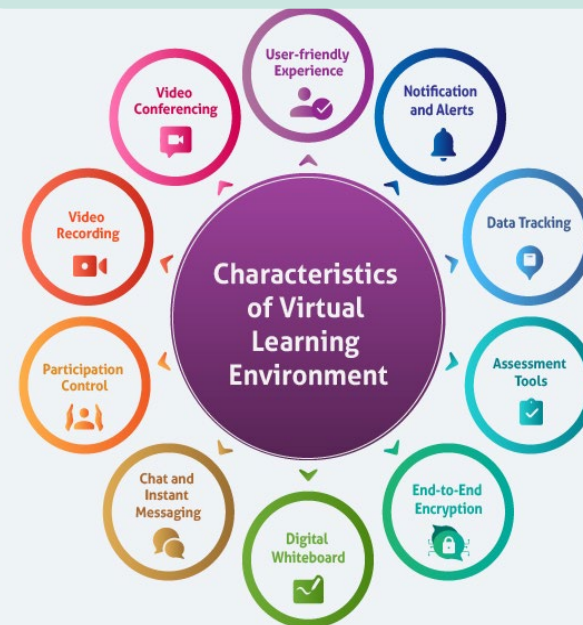 Characteristics
of Virtual
Learning
Environment
User-friendly
Experience
Notification
and Alerts
Data Tracking
Assessment
Tools
End-to-End
Encryption
Digital
Whiteboard
Chat and
Instant
Messaging
Participation
Control
Video
Recording
Video
Conferencing